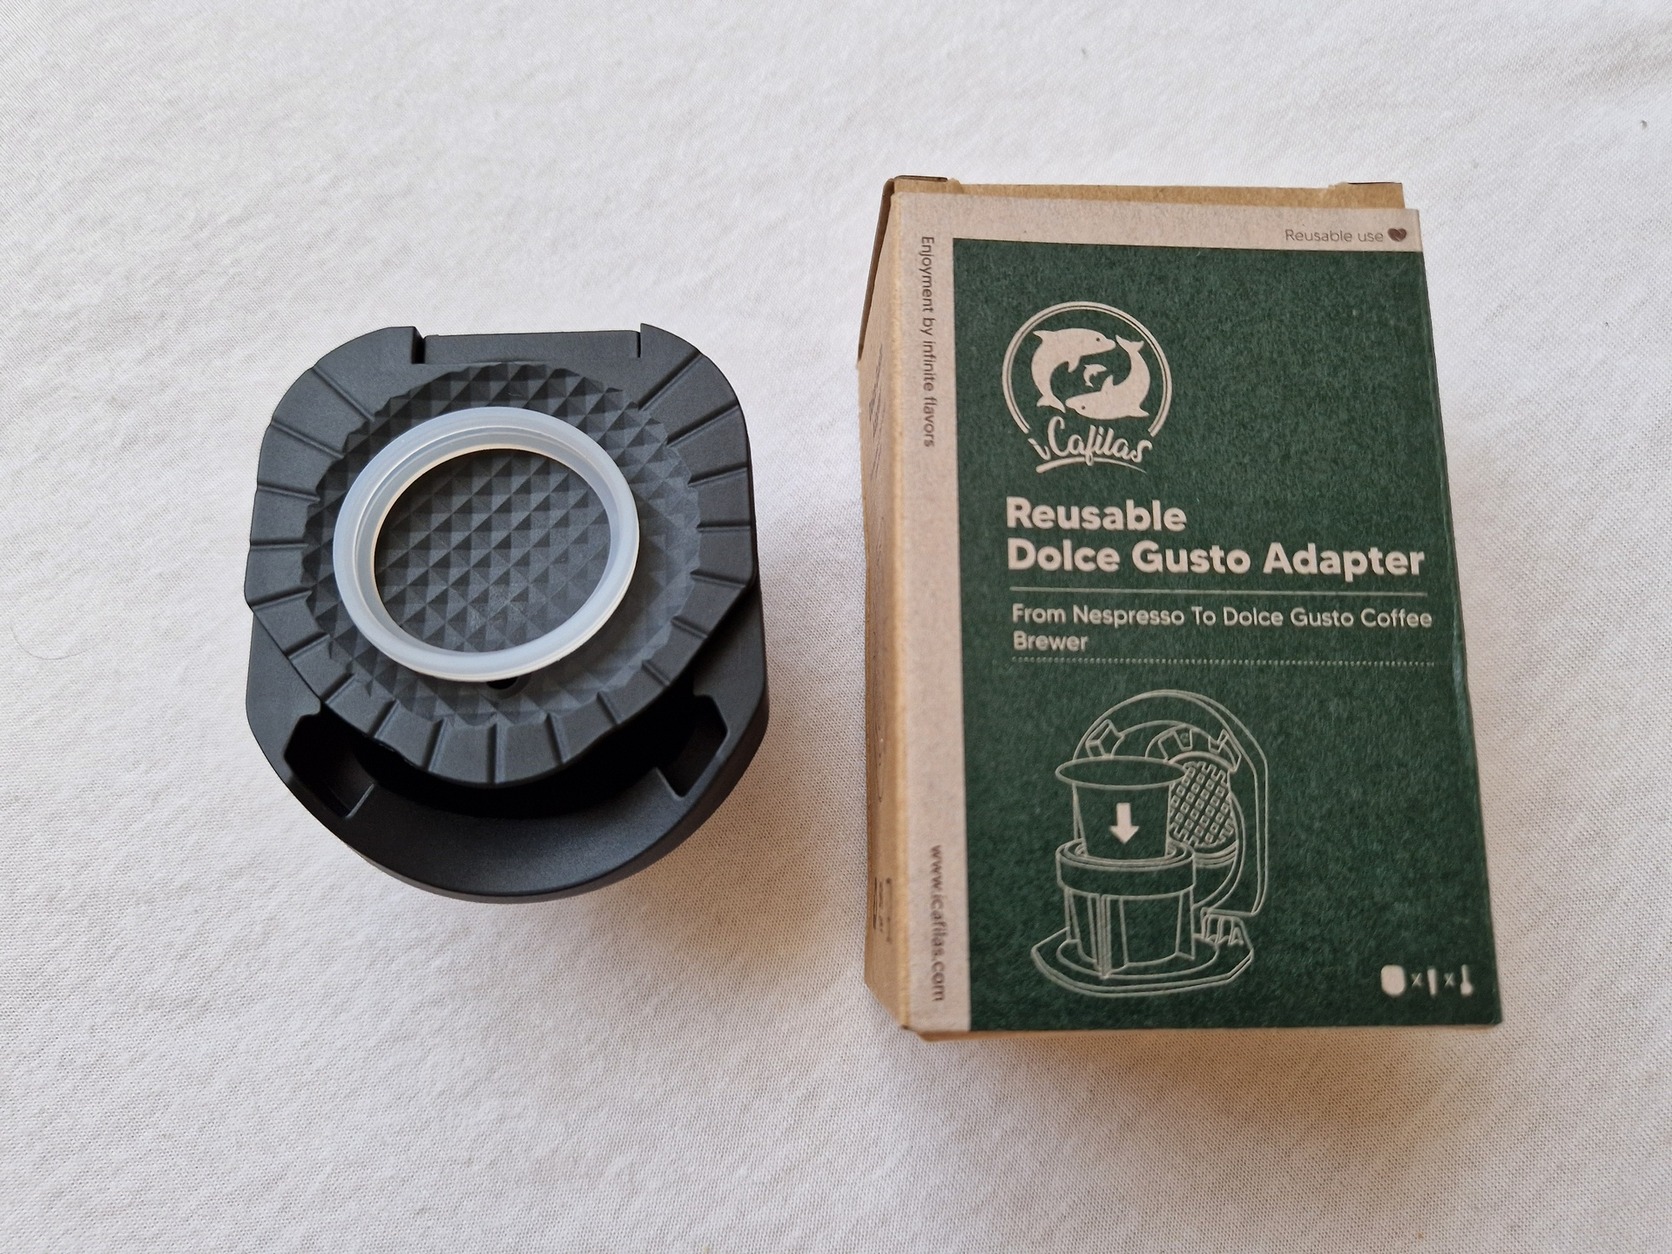 Reusable use
Enjoyment by infinite flavors
Cafilas
Reusable
Dolce Gusto Adapter
From Nespresso To Dolce Gusto Coffee
Brewer
www.icafilas.com
x x